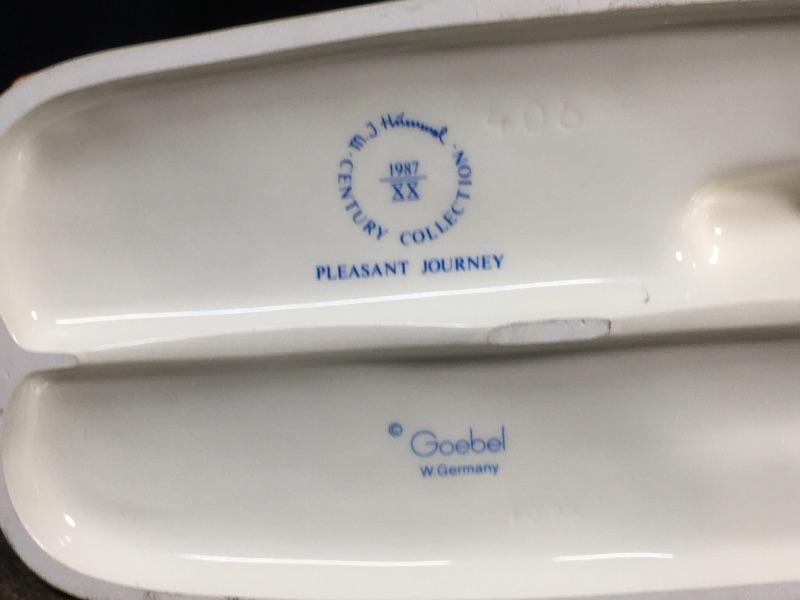 M.J. Hummel
406
1987
XX
CENTURY COLLECTION
PLEASANT JOURNEY
© Goebel
W. Germany